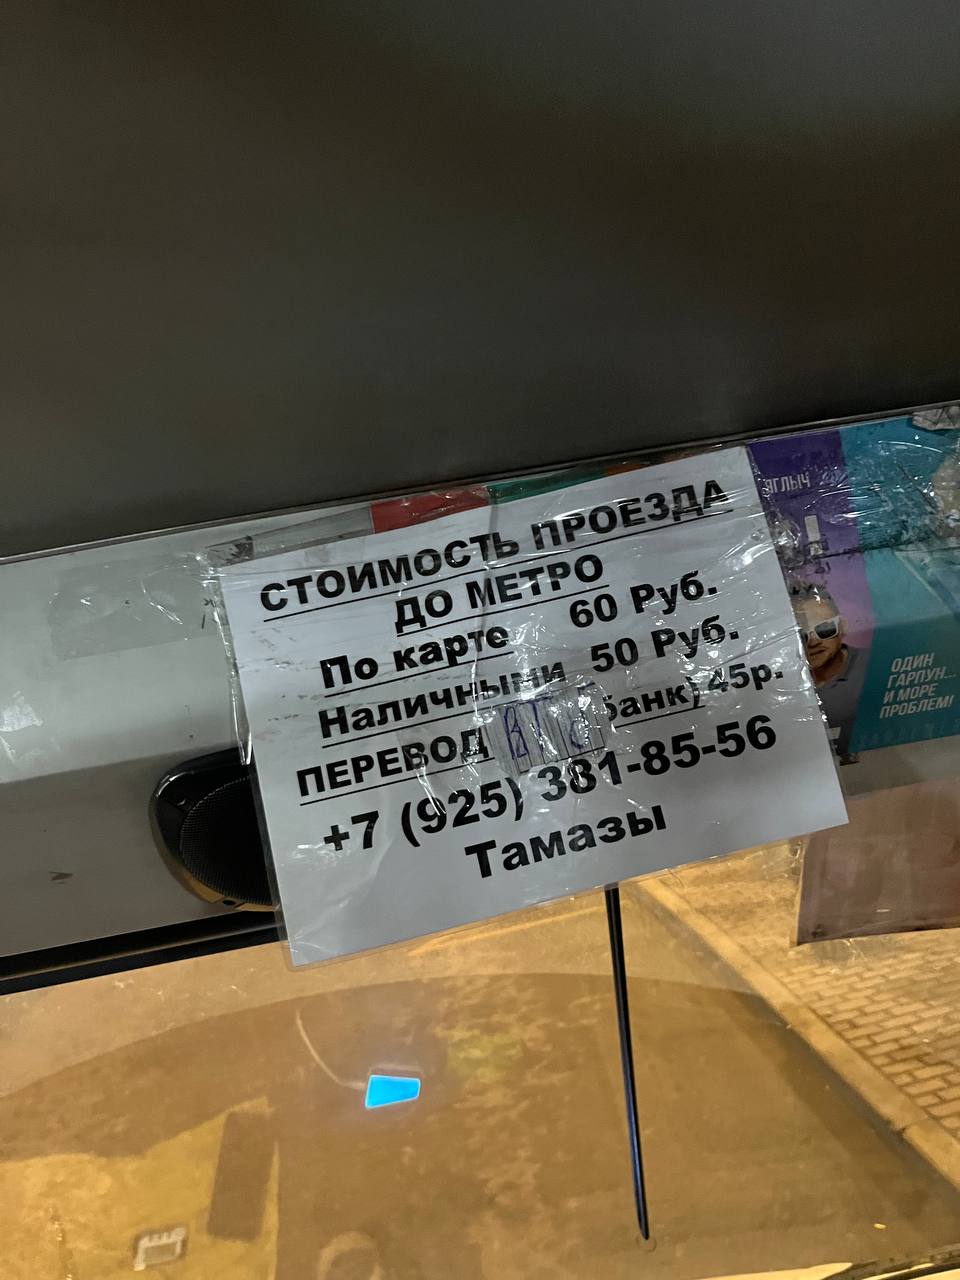 СТОИМОСТЬ ПРОЕЗДА
ДО МЕТРО
По карте 60 Руб.
Наличными 50 Руб.
ПЕРЕВОД ВТБ банк) 45р.
+7 (925) 381-85-56
Тамазы
ОДИН
ГАРПУН...
И МОРЕ
ПРОБЛЕМ!